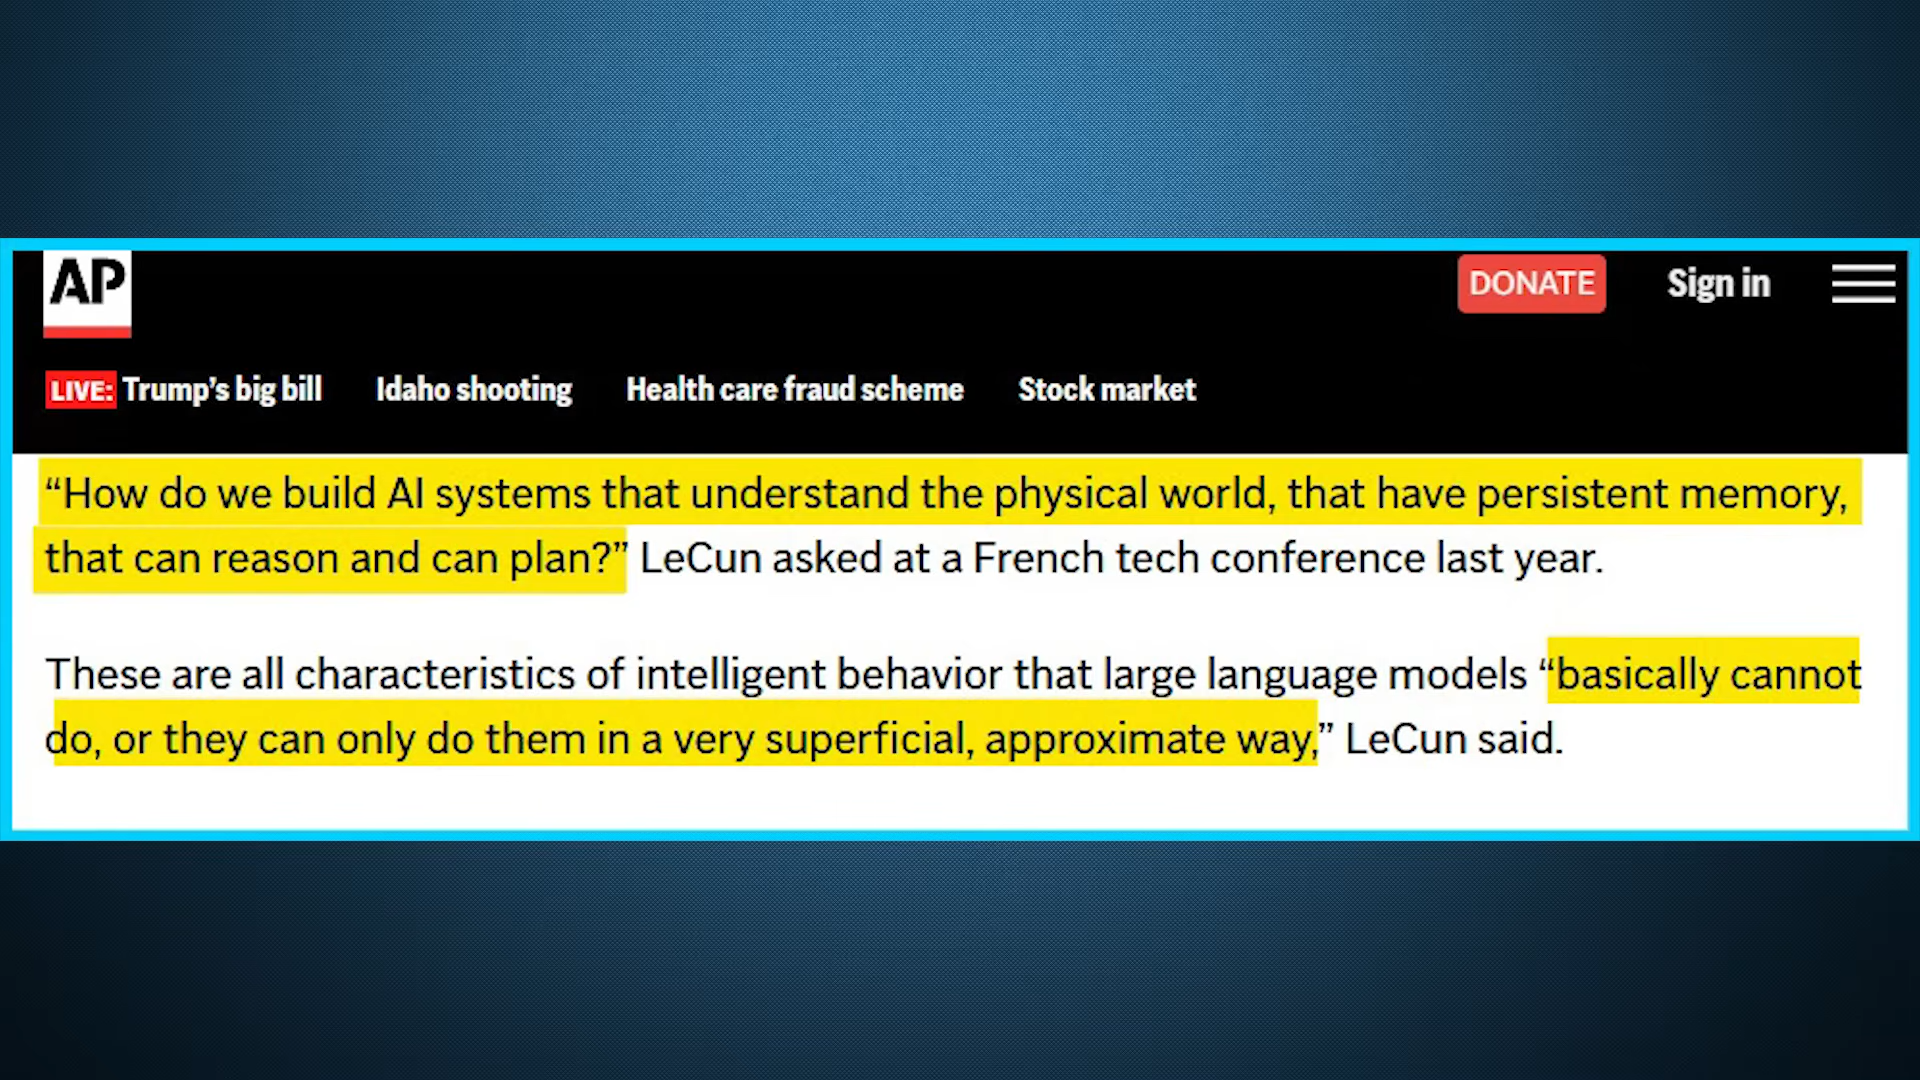 AP
DONATE
Sign in
LIVE: Trump’s big bill
Idaho shooting
Health care fraud scheme
Stock market
“How do we build AI systems that understand the physical world, that have persistent memory,
that can reason and can plan?” LeCun asked at a French tech conference last year.
These are all characteristics of intelligent behavior that large language models “basically cannot
do, or they can only do them in a very superficial, approximate way,” LeCun said.